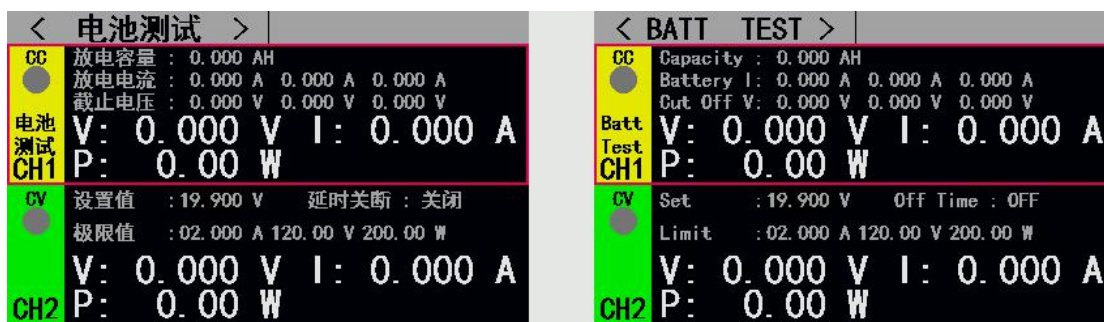 < 电池测试 >
CC
放电容量 : 0.000 AH
放电电流 : 0.000 A 0.000 A 0.000 A
截止电压 : 0.000 V 0.000 V 0.000 V
电池
测试
CH1
V: 0.000 V I: 0.000 A
P: 0.00 W
CV
设置值 :19.900 V 延时关断 : 关闭
极限值 :02.000 A 120.00 V 200.00 W
V: 0.000 V I: 0.000 A
CH2
P: 0.00 W
< BATT TEST >
CC
Capacity : 0.000 AH
Battery I: 0.000 A 0.000 A 0.000 A
Cut Off V: 0.000 V 0.000 V 0.000 V
Batt
Test
CH1
V: 0.000 V I: 0.000 A
P: 0.00 W
CV
Set :19.900 V Off Time : OFF
Limit :02.000 A 120.00 V 200.00 W
V: 0.000 V I: 0.000 A
CH2
P: 0.00 W